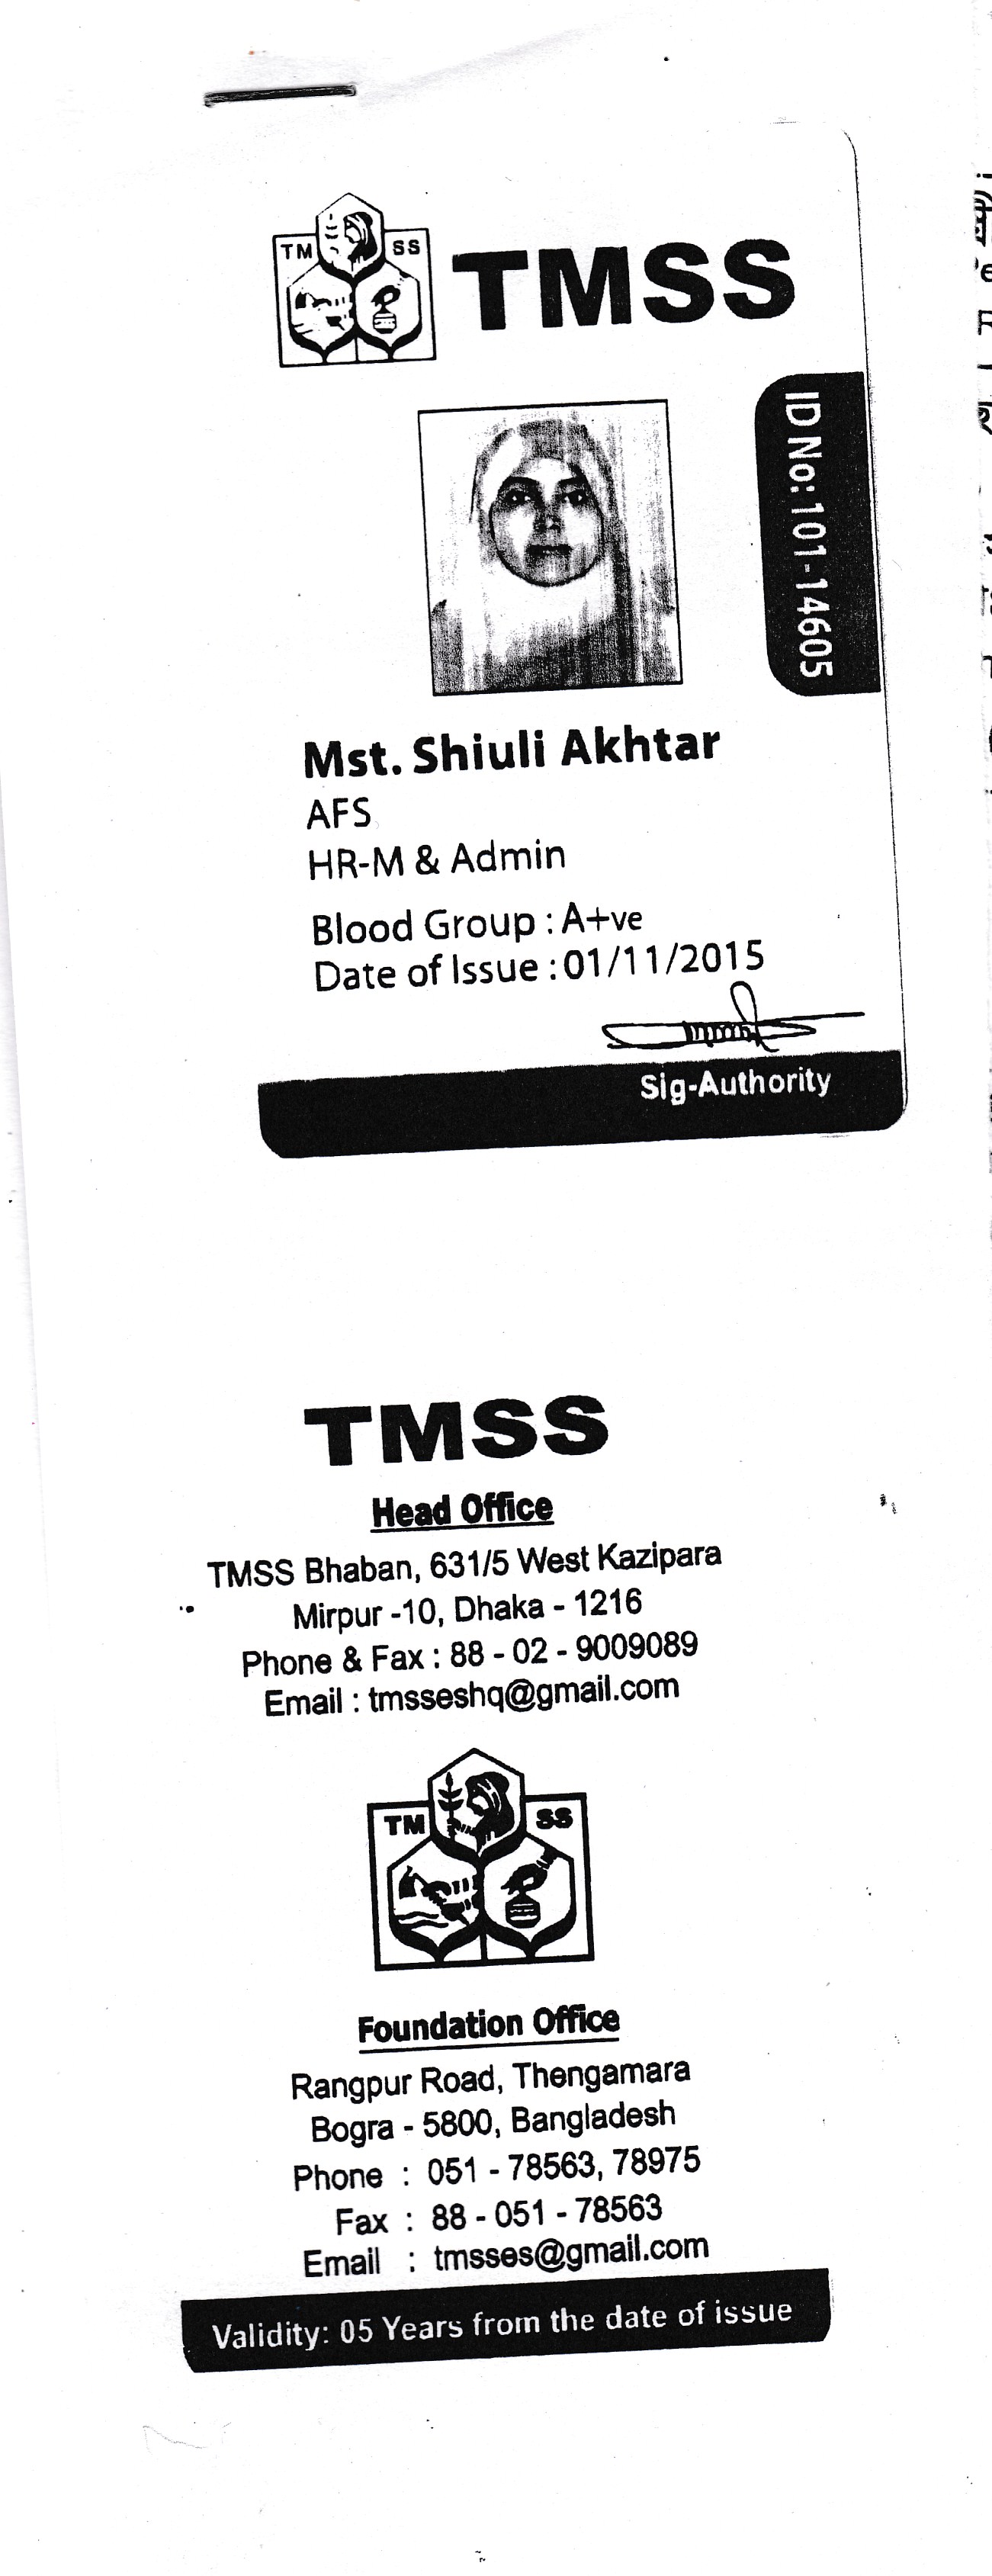 TM SS
TMSS
ID No: 101-14605
Mst. Shiuli Akhtar
AFS
HR-M & Admin
Blood Group : A+ve
Date of Issue : 01/11/2015
Sig-Authority
TMSS
Head Office
TMSS Bhaban, 631/5 West Kazipara
Mirpur -10, Dhaka - 1216
Phone & Fax : 88 - 02 - 9009089
Email : tmsseshq@gmail.com
TM SS
Foundation Office
Rangpur Road, Thengamara
Bogra - 5800, Bangladesh
Phone : 051 - 78563, 78975
Fax : 88 - 051 - 78563
Email : tmsses@gmail.com
Validity: 05 Years from the date of issue